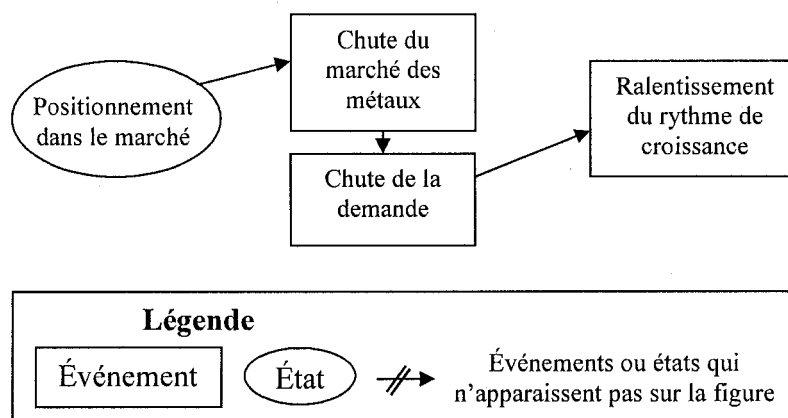 Positionnement
dans le marché
Chute du
marché des
métaux
Chute de la
demande
Ralentissement
du rythme de
croissance
Légende
Événement
État
Événements ou états qui
n'apparaissent pas sur la figure